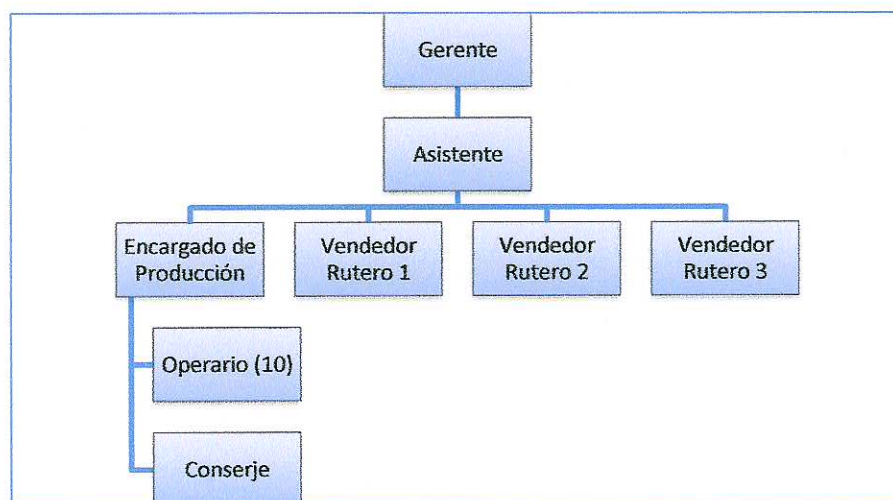 Gerente
Asistente
Encargado de
Producción
Vendedor
Rutero 1
Vendedor
Rutero 2
Vendedor
Rutero 3
Operario (10)
Conserje